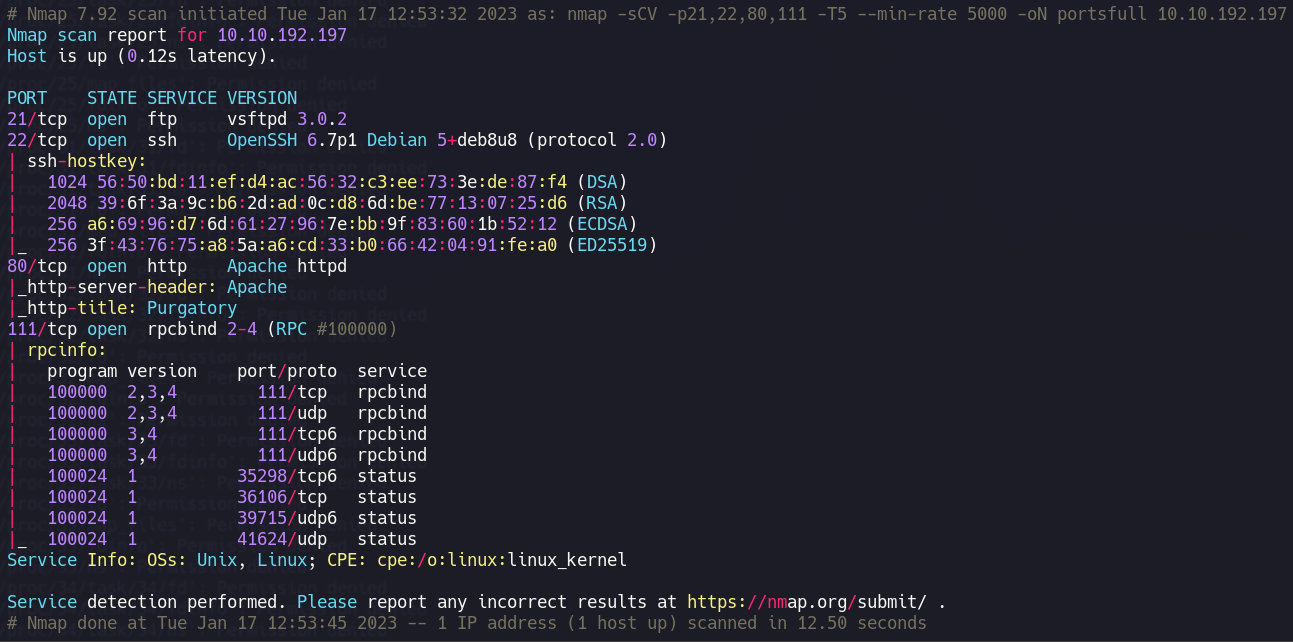 # Nmap 7.92 scan initiated Tue Jan 17 12:53:32 2023 as: nmap -sCV -p21,22,80,111 -T5 --min-rate 5000 -oN portsfull 10.10.192.197
Nmap scan report for 10.10.192.197
Host is up (0.12s latency).
PORT    STATE SERVICE VERSION
21/tcp  open  ftp     vsftpd 3.0.2
22/tcp  open  ssh     OpenSSH 6.7p1 Debian 5+deb8u8 (protocol 2.0)
| ssh-hostkey:
|   1024 56:50:bd:11:ef:d4:ac:56:32:c3:ee:73:3e:de:87:f4 (DSA)
|   2048 39:6f:3a:9c:b6:2d:ad:0c:d8:6d:be:77:13:07:25:d6 (RSA)
|   256 a6:69:96:d7:6d:61:27:96:7e:bb:9f:83:60:1b:52:12 (ECDSA)
|_  256 3f:43:76:75:a8:5a:a6:cd:33:b0:66:42:04:91:fe:a0 (ED25519)
80/tcp  open  http    Apache httpd
|_http-server-header: Apache
|_http-title: Purgatory
111/tcp open  rpcbind 2-4 (RPC #100000)
| rpcinfo:
|   program version    port/proto  service
|   100000  2,3,4        111/tcp   rpcbind
|   100000  2,3,4        111/udp   rpcbind
|   100000  3,4          111/tcp6  rpcbind
|   100000  3,4          111/udp6  rpcbind
|   100024  1          35298/tcp6  status
|   100024  1          36106/tcp   status
|   100024  1          39715/udp6  status
|_  100024  1          41624/udp   status
Service Info: OSs: Unix, Linux; CPE: cpe:/o:linux:linux_kernel
Service detection performed. Please report any incorrect results at https://nmap.org/submit/ .
# Nmap done at Tue Jan 17 12:53:45 2023 -- 1 IP address (1 host up) scanned in 12.50 seconds